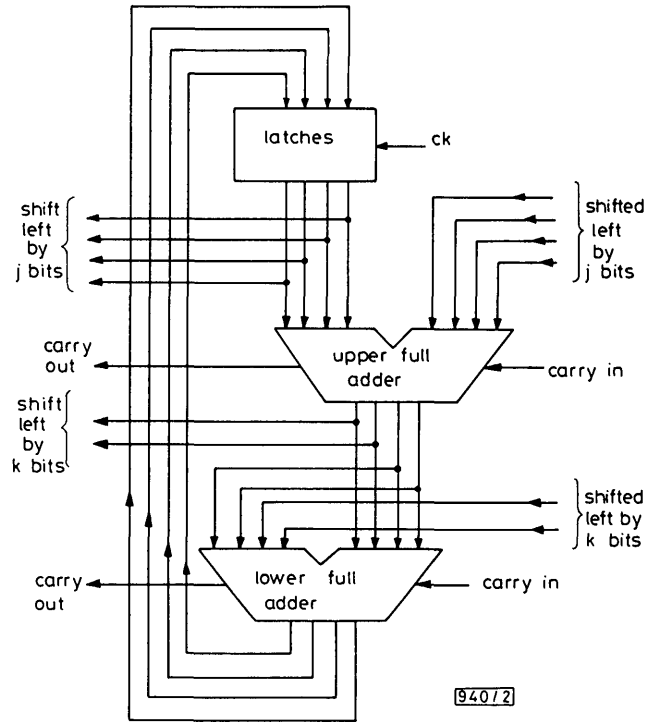 latches
ck
shift
left
by
j bits
shifted
left
by
j bits
upper full
adder
carry
out
carry in
shift
left
by
k bits
shifted
left by
k bits
lower full
adder
carry
out
carry in
940/2